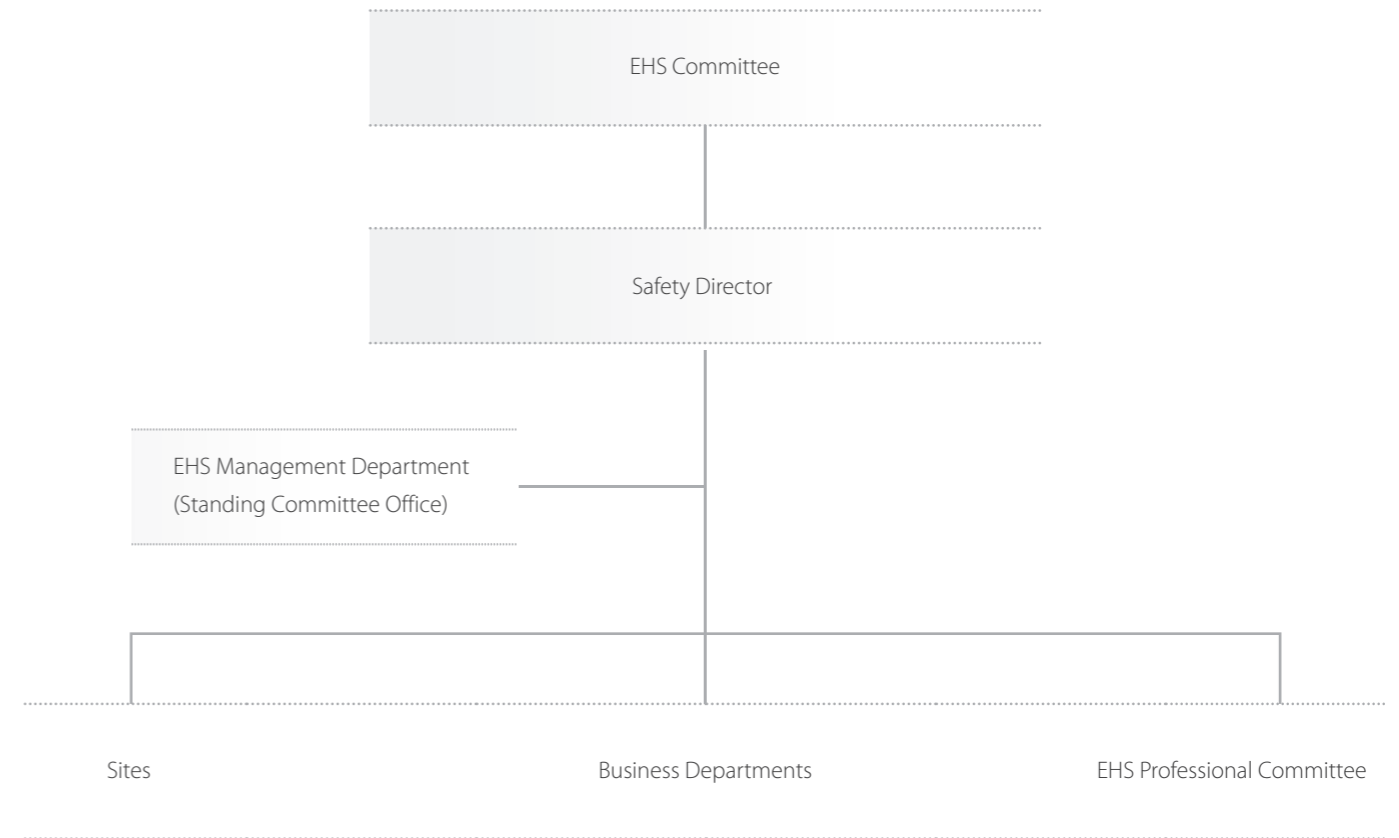 EHS Committee
Safety Director
EHS Management Department
(Standing Committee Office)
Sites
Business Departments
EHS Professional Committee